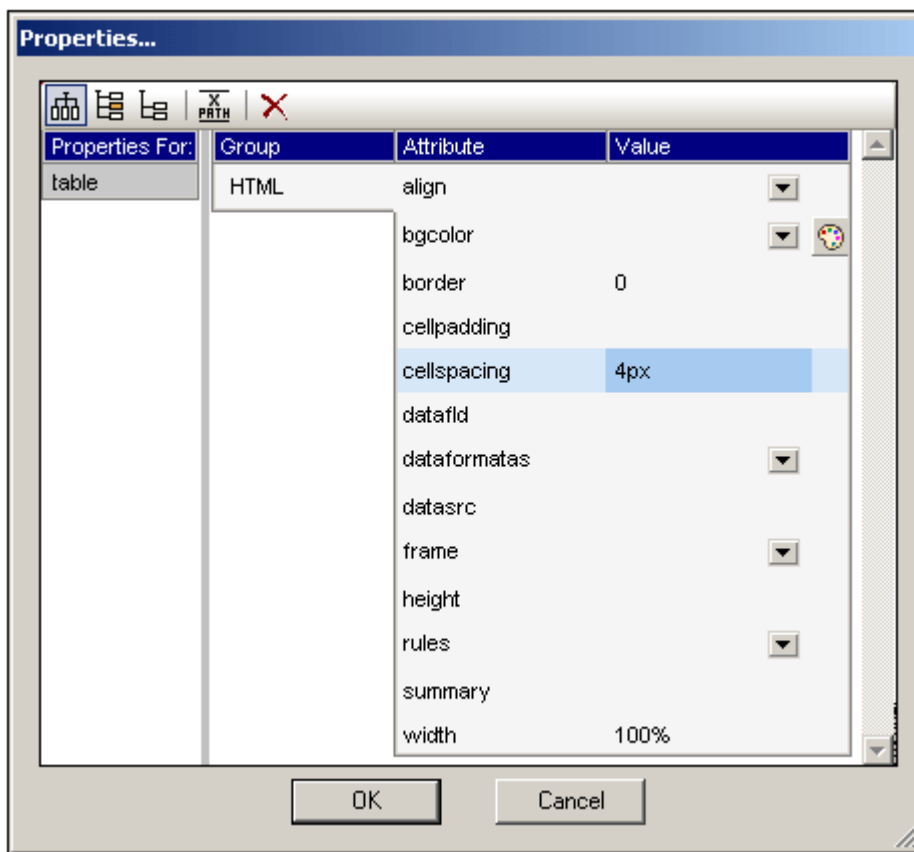 Properties...
X
PATH
Properties For: Group Attribute Value
table HTML align
bgcolor
border 0
cellpadding
cellspacing 4px
datafld
dataformatas
datasrc
frame
height
rules
summary
width 100%
OK Cancel